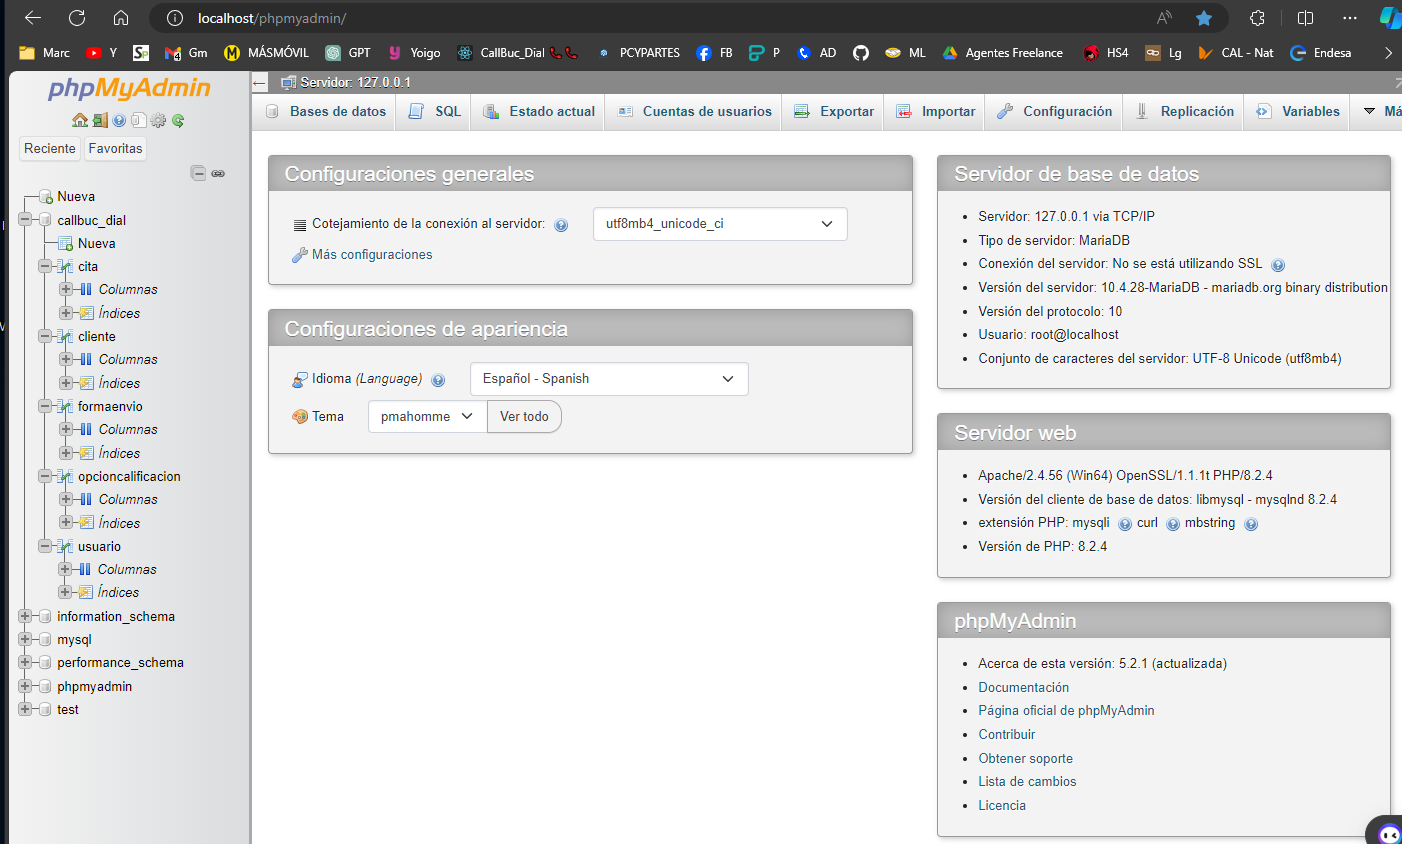 localhost/phpmyadmin/
Marc Y Gm MÁSMÓVIL GPT Yoigo CallBuc_Dial PCYPARTES FB P AD ML Agentes Freelance HS4 Lg CAL - Nat Endesa
phpMyAdmin
Reciente Favoritas
Nueva
callbuc_dial
Nueva
cita
Columnas
Índices
cliente
Columnas
Índices
formaenvio
Columnas
Índices
opcioncalificacion
Columnas
Índices
usuario
Columnas
Índices
information_schema
mysql
performance_schema
phpmyadmin
test
Servidor: 127.0.0.1
Bases de datos SQL Estado actual Cuentas de usuarios Exportar Importar Configuración Replicación Variables Má
Configuraciones generales
Cotejamiento de la conexión al servidor: utf8mb4_unicode_ci
Más configuraciones
Configuraciones de apariencia
Idioma (Language) Español - Spanish
Tema pmahomme Ver todo
Servidor de base de datos
Servidor: 127.0.0.1 via TCP/IP
Tipo de servidor: MariaDB
Conexión del servidor: No se está utilizando SSL
Versión del servidor: 10.4.28-MariaDB - mariadb.org binary distribution
Versión del protocolo: 10
Usuario: root@localhost
Conjunto de caracteres del servidor: UTF-8 Unicode (utf8mb4)
Servidor web
Apache/2.4.56 (Win64) OpenSSL/1.1.1t PHP/8.2.4
Versión del cliente de base de datos: libmysql - mysqlnd 8.2.4
extensión PHP: mysqli curl mbstring
Versión de PHP: 8.2.4
phpMyAdmin
Acerca de esta versión: 5.2.1 (actualizada)
Documentación
Página oficial de phpMyAdmin
Contribuir
Obtener soporte
Lista de cambios
Licencia